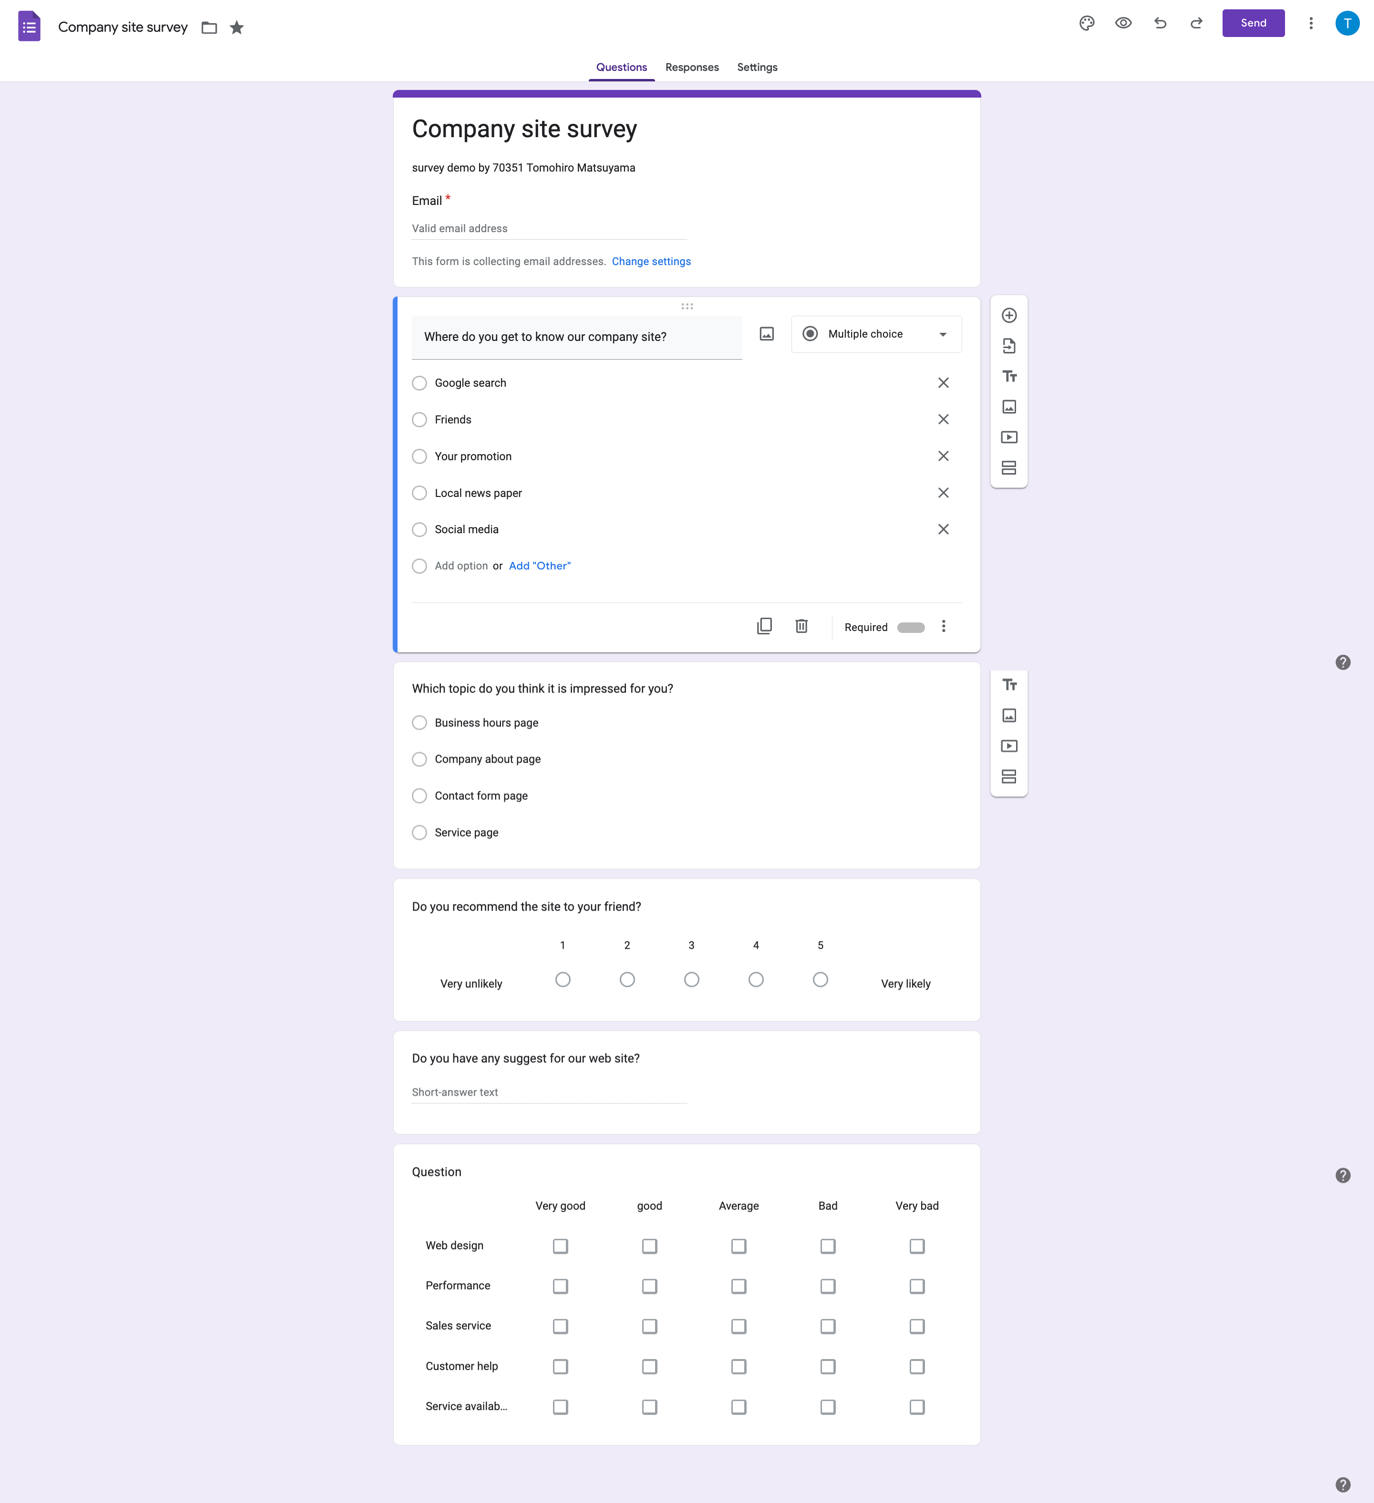 Company site survey
Send
T
Questions Responses Settings
Company site survey
survey demo by 70351 Tomohiro Matsuyama
Email *
Valid email address
This form is collecting email addresses. Change settings
Where do you get to know our company site?
Multiple choice
Google search
Friends
Your promotion
Local news paper
Social media
Add option or Add "Other"
Required
Which topic do you think it is impressed for you?
Business hours page
Company about page
Contact form page
Service page
Do you recommend the site to your friend?
1 2 3 4 5
Very unlikely Very likely
Do you have any suggest for our web site?
Short-answer text
Question
Very good good Average Bad Very bad
Web design
Performance
Sales service
Customer help
Service availab...